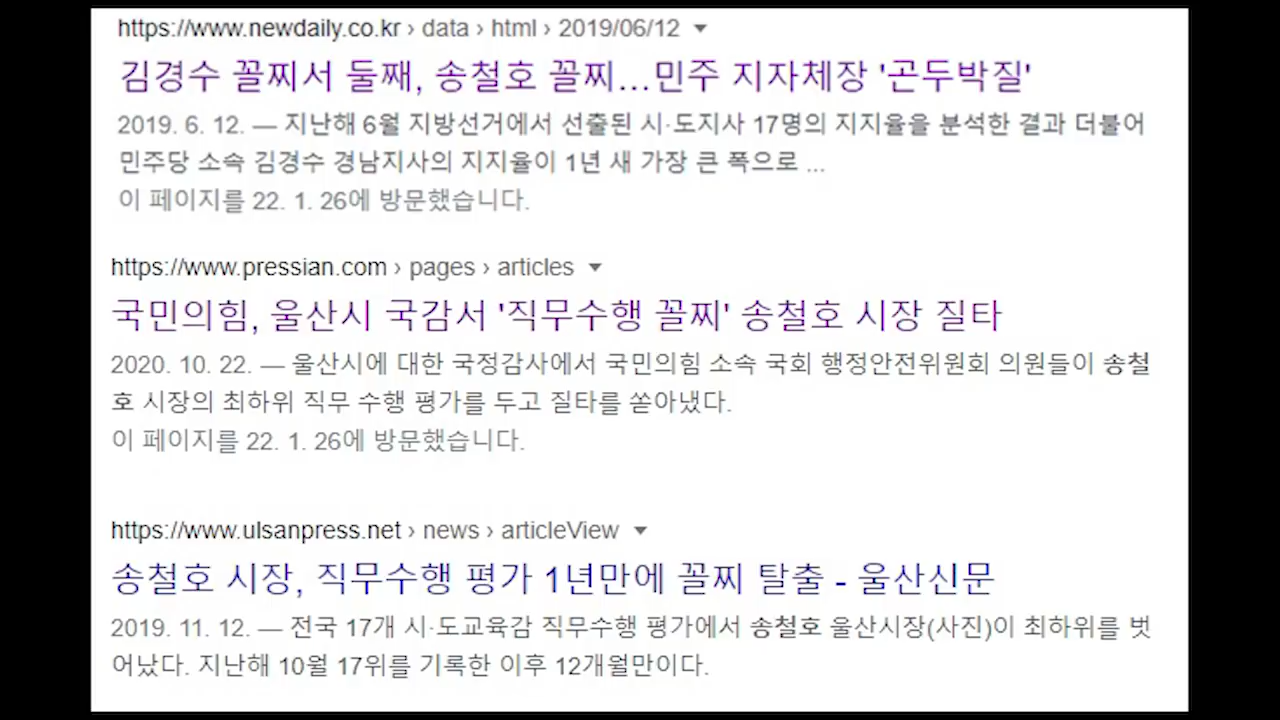 https://www.newdaily.co.kr › data › html › 2019/06/12
김경수 꼴찌서 둘째, 송철호 꼴찌...민주 지자체장 '곤두박질'
2019. 6. 12. — 지난해 6월 지방선거에서 선출된 시·도지사 17명의 지지율을 분석한 결과 더불어
민주당 소속 김경수 경남지사의 지지율이 1년 새 가장 큰 폭으로 ...
이 페이지를 22. 1. 26에 방문했습니다.
https://www.pressian.com › pages › articles
국민의힘, 울산시 국감서 '직무수행 꼴찌' 송철호 시장 질타
2020. 10. 22. — 울산시에 대한 국정감사에서 국민의힘 소속 국회 행정안전위원회 의원들이 송철
호 시장의 최하위 직무 수행 평가를 두고 질타를 쏟아냈다.
이 페이지를 22. 1. 26에 방문했습니다.
https://www.ulsanpress.net › news › articleView
송철호 시장, 직무수행 평가 1년만에 꼴찌 탈출 - 울산신문
2019. 11. 12. — 전국 17개 시·도교육감 직무수행 평가에서 송철호 울산시장(사진)이 최하위를 벗
어났다. 지난해 10월 17위를 기록한 이후 12개월만이다.